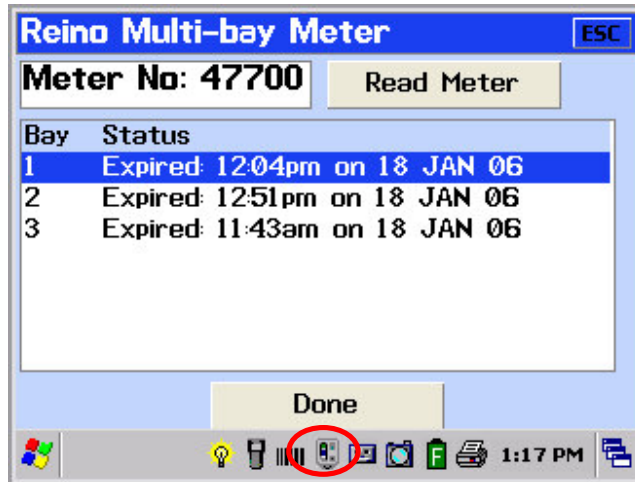 Reino Multi-bay Meter ESC
Meter No: 47700 Read Meter
Bay Status
1 Expired: 12:04pm on 18 JAN 06
2 Expired: 12:51pm on 18 JAN 06
3 Expired: 11:43am on 18 JAN 06
Done
F 1:17 PM